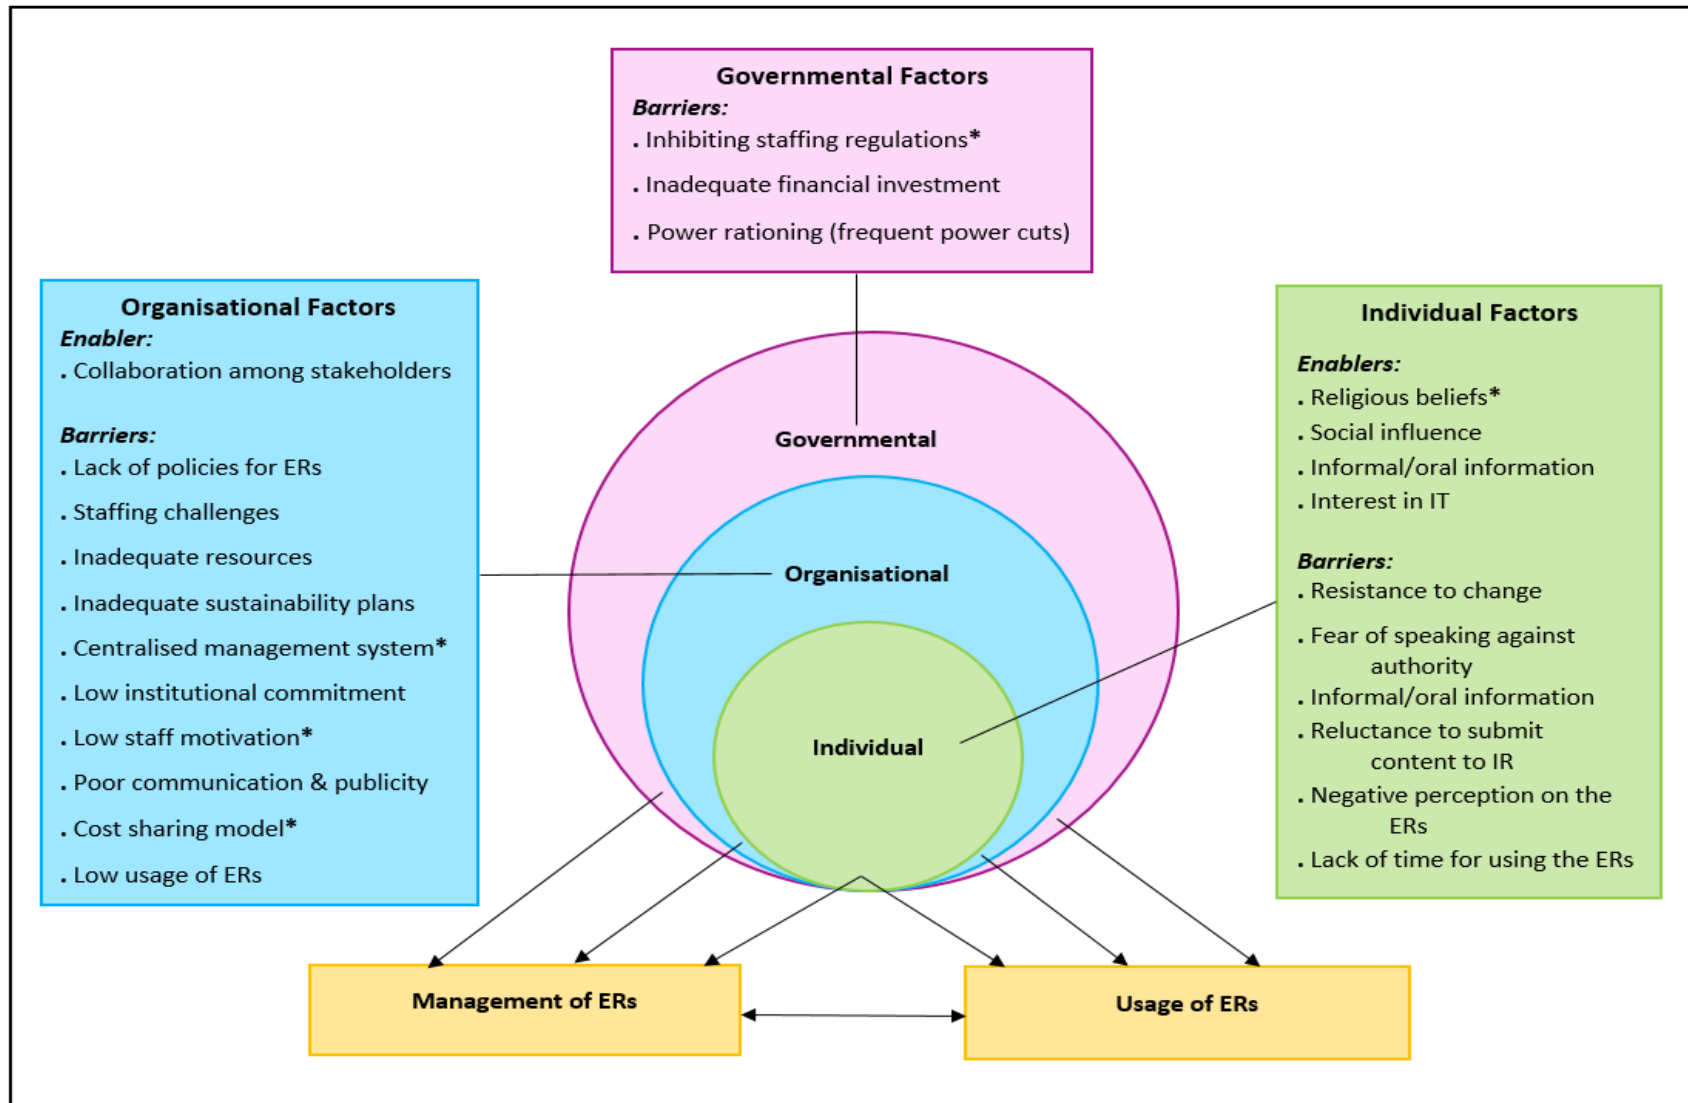 Governmental Factors
Barriers:
. Inhibiting staffing regulations*
. Inadequate financial investment
. Power rationing (frequent power cuts)
Organisational Factors
Enabler:
. Collaboration among stakeholders
Barriers:
. Lack of policies for ERs
. Staffing challenges
. Inadequate resources
. Inadequate sustainability plans
. Centralised management system*
. Low institutional commitment
. Low staff motivation*
. Poor communication & publicity
. Cost sharing model*
. Low usage of ERs
Individual Factors
Enablers:
. Religious beliefs*
. Social influence
. Informal/oral information
. Interest in IT
Barriers:
. Resistance to change
. Fear of speaking against
authority
. Informal/oral information
. Reluctance to submit
content to IR
. Negative perception on the
ERs
. Lack of time for using the ERs
Governmental
Organisational
Individual
Management of ERs
Usage of ERs